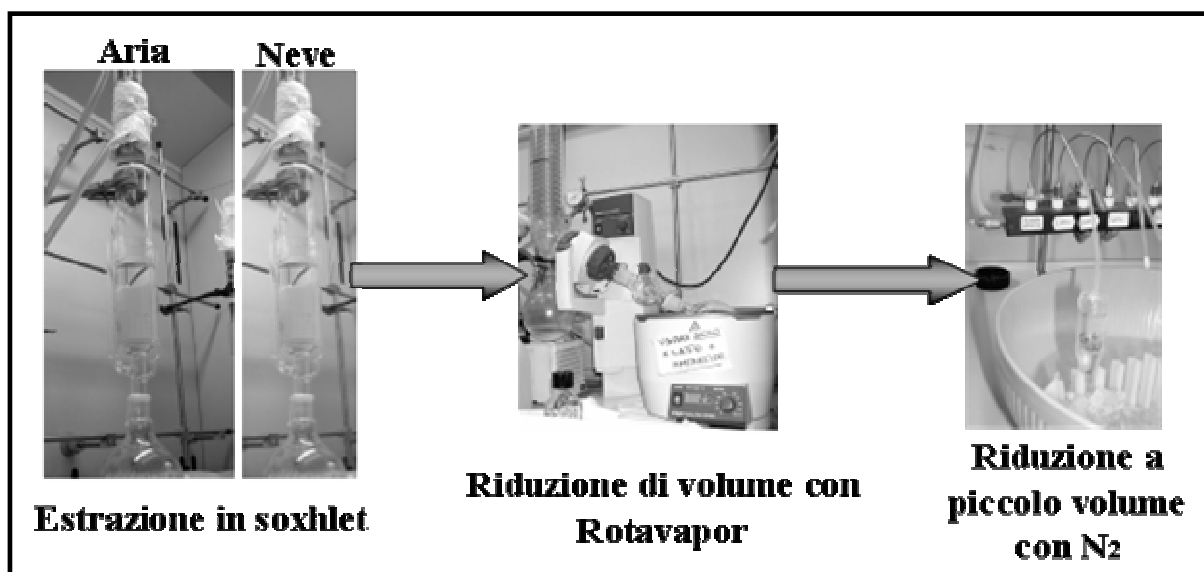 Aria
Neve
Estrazione in soxhlet
Riduzione di volume con
Rotavapor
Riduzione a
piccolo volume
con N2